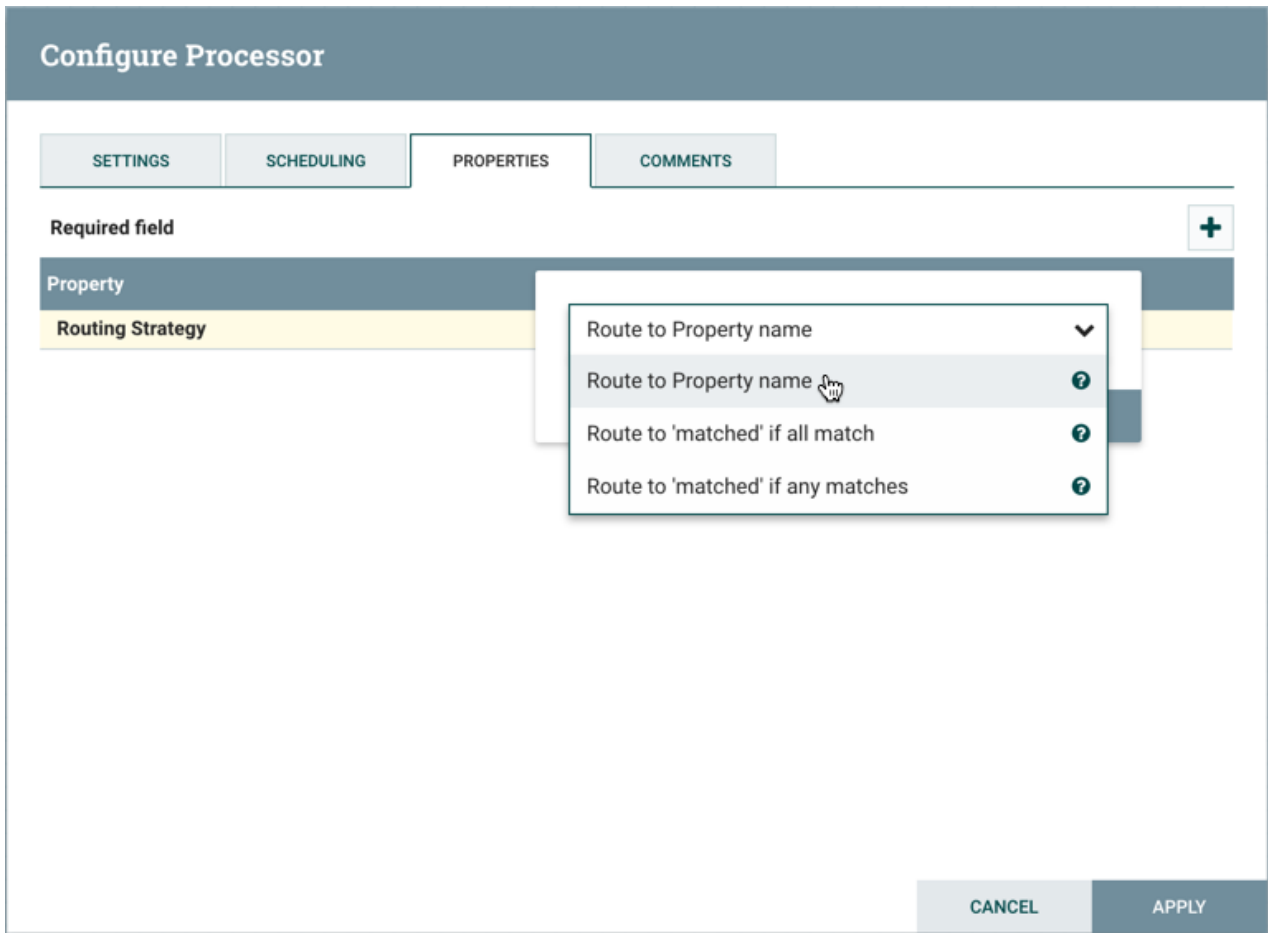 Configure Processor
SETTINGS SCHEDULING PROPERTIES COMMENTS
Required field
Property
Routing Strategy
Route to Property name
Route to Property name
Route to 'matched' if all match
Route to 'matched' if any matches
CANCEL APPLY